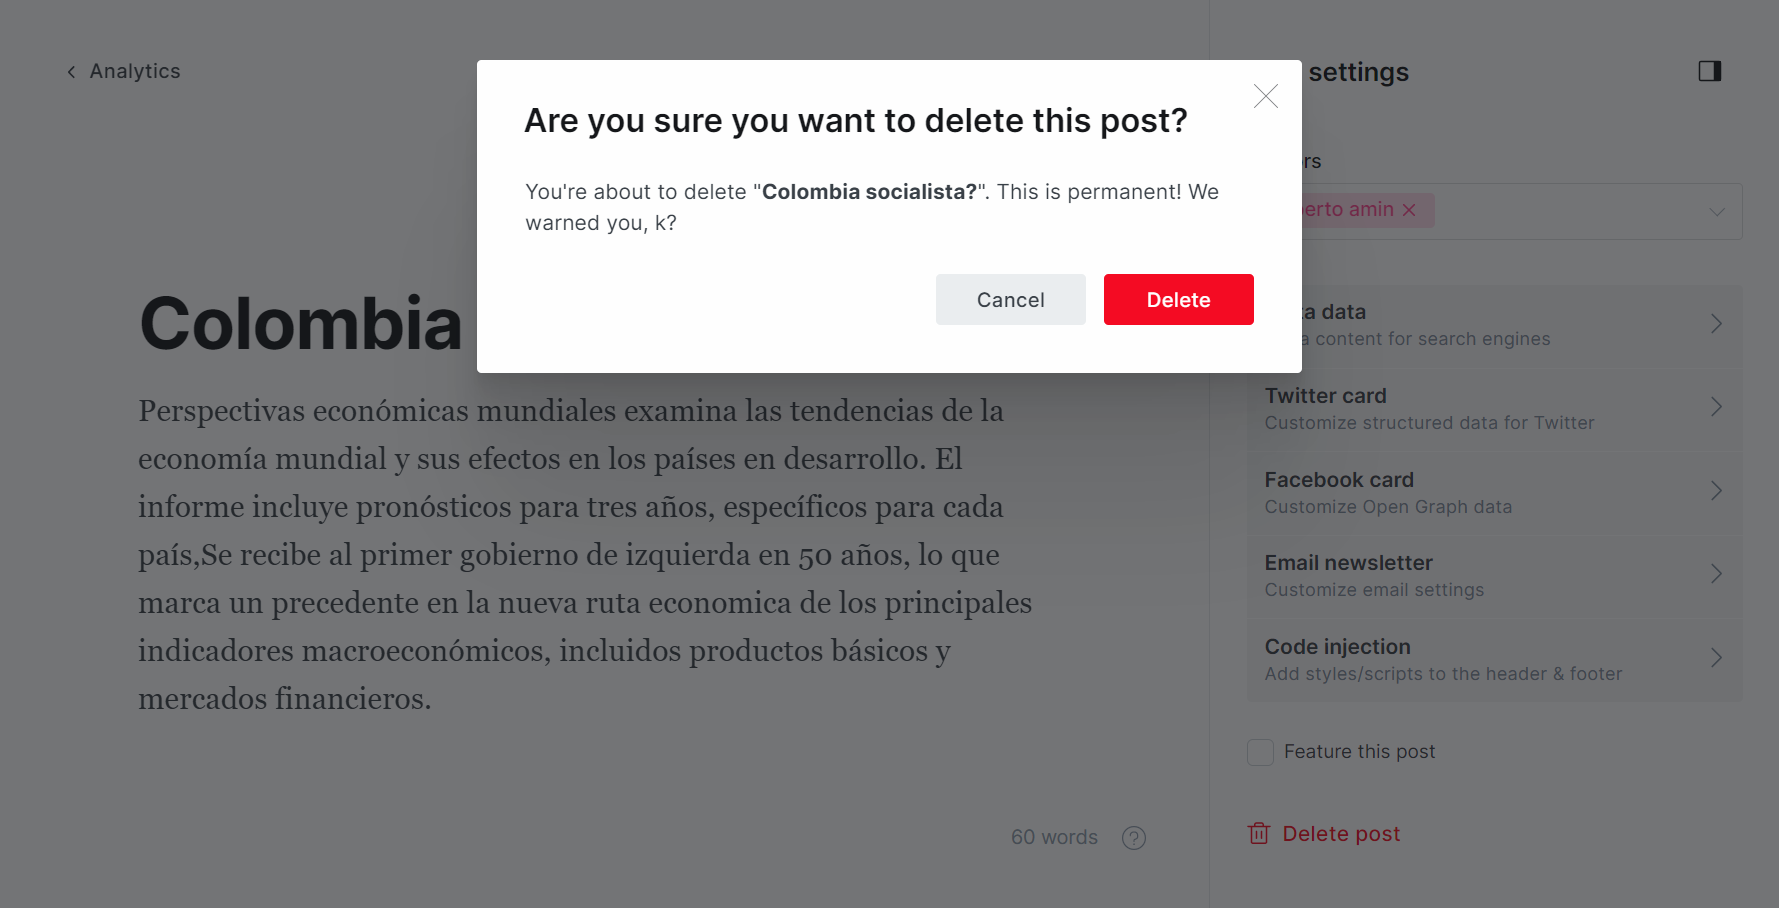 Analytics
settings
Are you sure you want to delete this post?
You're about to delete "Colombia socialista?". This is permanent! We
warned you, k?
Cancel
Delete
amin
Colombia
Perspectivas económicas mundiales examina las tendencias de la
economía mundial y sus efectos en los países en desarrollo. El
informe incluye pronósticos para tres años, específicos para cada
país,Se recibe al primer gobierno de izquierda en 50 años, lo que
marca un precedente en la nueva ruta economica de los principales
indicadores macroeconómicos, incluidos productos básicos y
mercados financieros.
60 words
data
content for search engines
Twitter card
Customize structured data for Twitter
Facebook card
Customize Open Graph data
Email newsletter
Customize email settings
Code injection
Add styles/scripts to the header & footer
Feature this post
Delete post